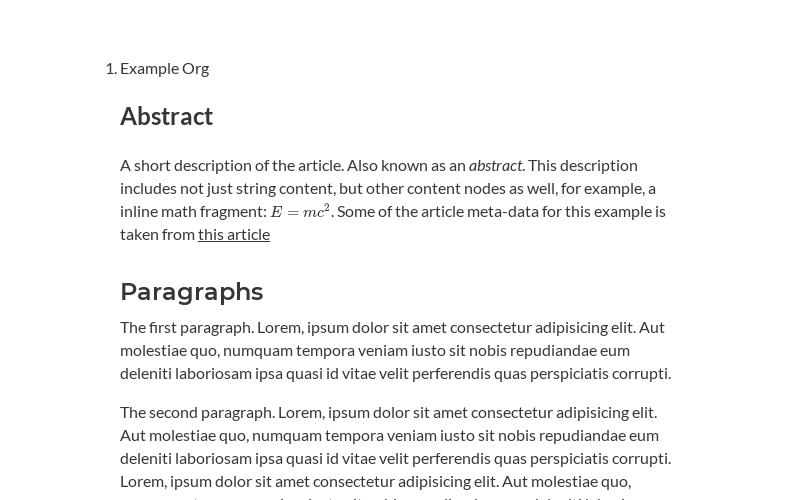 1. Example Org
Abstract
A short description of the article. Also known as an abstract. This description
includes not just string content, but other content nodes as well, for example, a
inline math fragment: E = mc². Some of the article meta-data for this example is
taken from this article
Paragraphs
The first paragraph. Lorem, ipsum dolor sit amet consectetur adipisicing elit. Aut
molestiae quo, numquam tempora veniam iusto sit nobis repudiandae eum
deleniti laboriosam ipsa quasi id vitae velit perferendis quas perspiciatis corrupti.
The second paragraph. Lorem, ipsum dolor sit amet consectetur adipisicing elit.
Aut molestiae quo, numquam tempora veniam iusto sit nobis repudiandae eum
deleniti laboriosam ipsa quasi id vitae velit perferendis quas perspiciatis corrupti.
Lorem, ipsum dolor sit amet consectetur adipisicing elit. Aut molestiae quo,